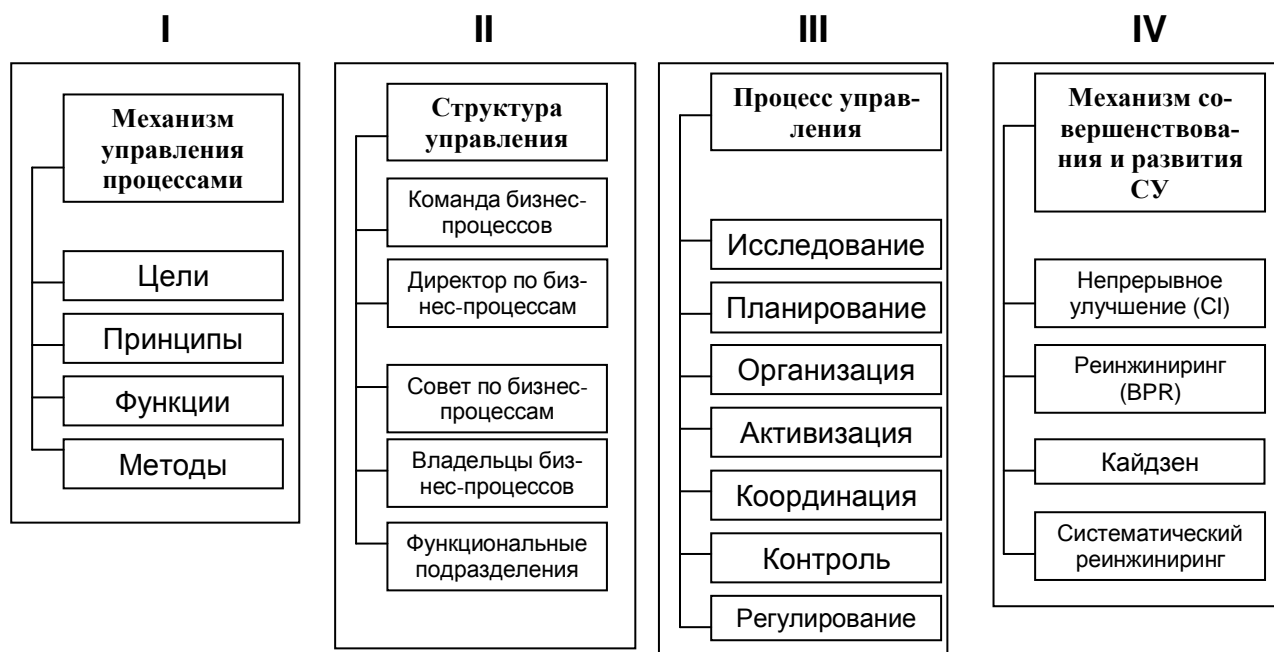 I
Механизм
управления
процессами
Цели
Принципы
Функции
Методы
II
Структура
управления
Команда бизнес-
процессов
Директор по биз-
нес-процессам
Совет по бизнес-
процессам
Владельцы биз-
нес-процессов
Функциональные
подразделения
III
Процесс управ-
ления
Исследование
Планирование
Организация
Активизация
Координация
Контроль
Регулирование
IV
Механизм со-
вершенствова-
ния и развития
СУ
Непрерывное
улучшение (CI)
Реинжиниринг
(BPR)
Кайдзен
Систематический
реинжиниринг